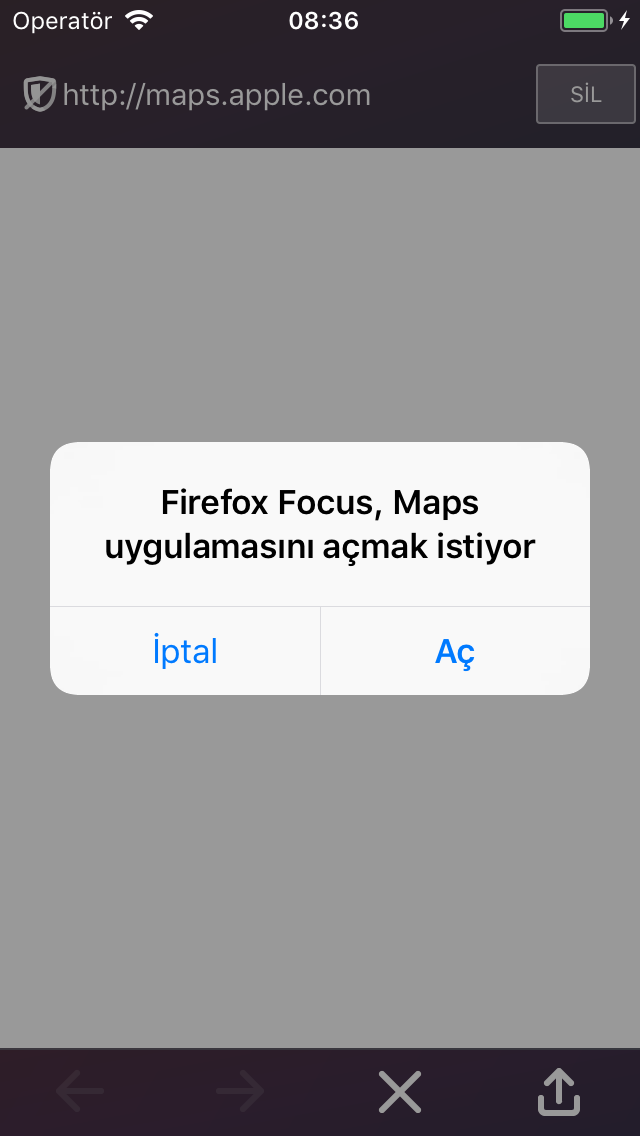 Operatör 08:36
http://maps.apple.com SİL
Firefox Focus, Maps
uygulamasını açmak istiyor
İptal Aç